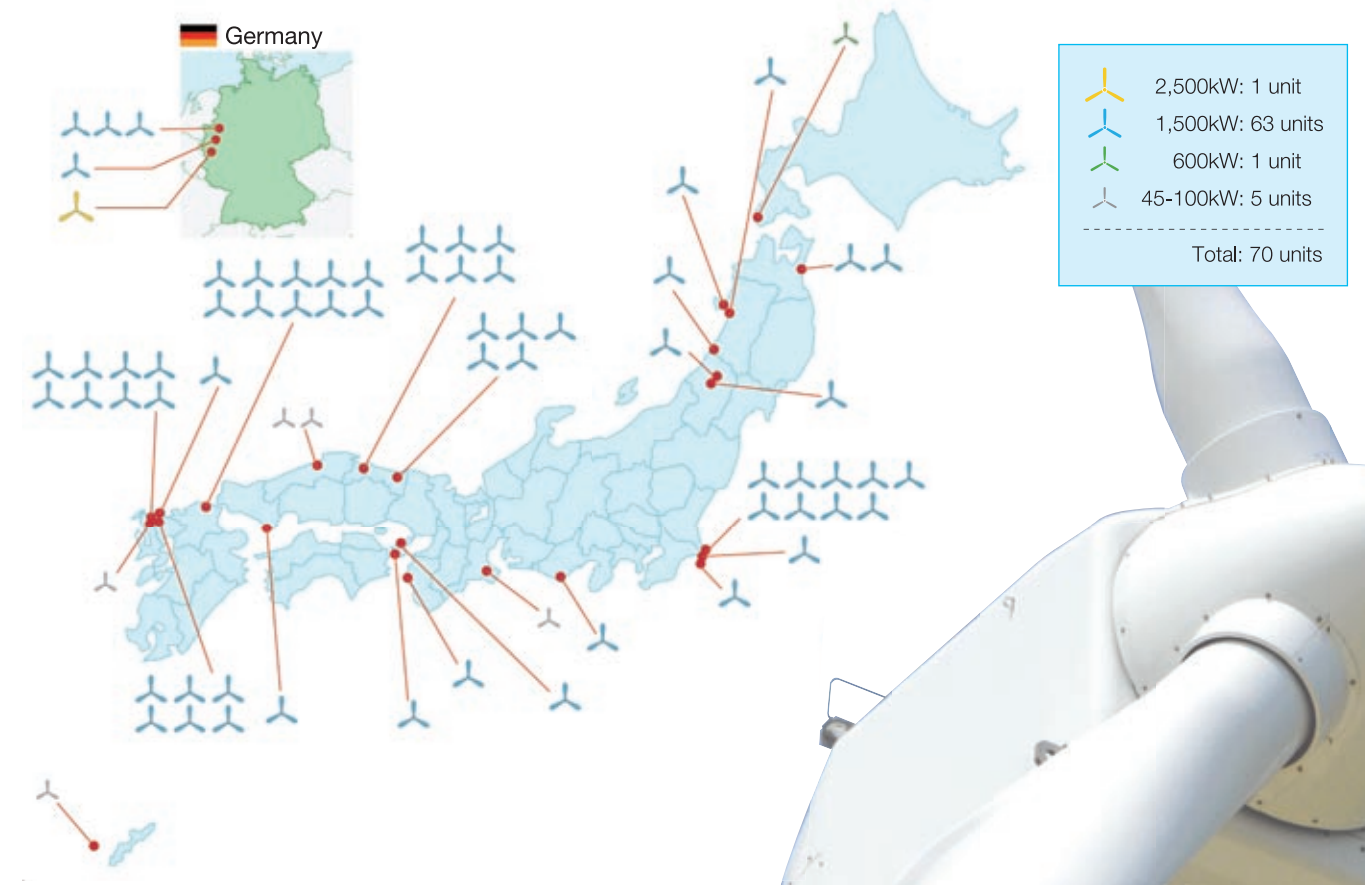 Germany
2,500kW: 1 unit
1,500kW: 63 units
600kW: 1 unit
45-100kW: 5 units
Total: 70 units